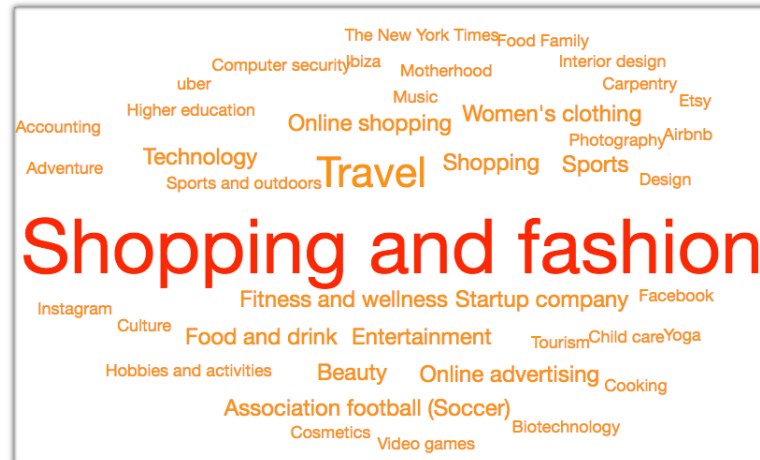 The New York Times
Food Family
Computer security
Ibiza
Motherhood
Interior design
uber
Carpentry
Music
Etsy
Higher education
Online shopping
Women's clothing
Accounting
Photography
Airbnb
Adventure
Technology
Sports and outdoors
Travel
Shopping
Sports
Design
Shopping and fashion
Instagram
Fitness and wellness
Startup company
Facebook
Culture
Food and drink
Entertainment
Tourism
Child care
Yoga
Hobbies and activities
Beauty
Online advertising
Cooking
Association football (Soccer)
Cosmetics
Video games
Biotechnology